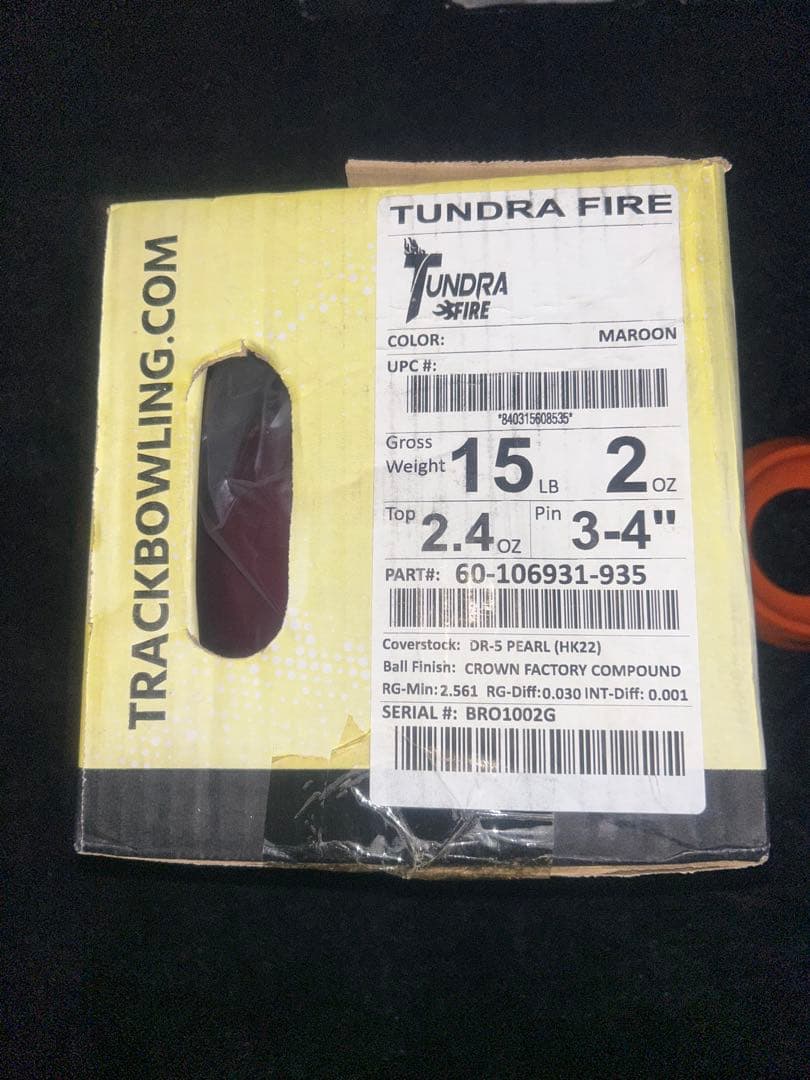 TRACKBOWLING.COM
TUNDRA FIRE
TUNDRA
FIRE
COLOR: MAROON
UPC #:
*840315608535*
Gross Weight 15 LB 2 OZ
Top 2.4 OZ Pin 3-4"
PART#: 60-106931-935
Coverstock: DR-5 PEARL (HK22)
Ball Finish: CROWN FACTORY COMPOUND
RG-Min: 2.561 RG-Diff: 0.030 INT-Diff: 0.001
SERIAL #: BRO1002G